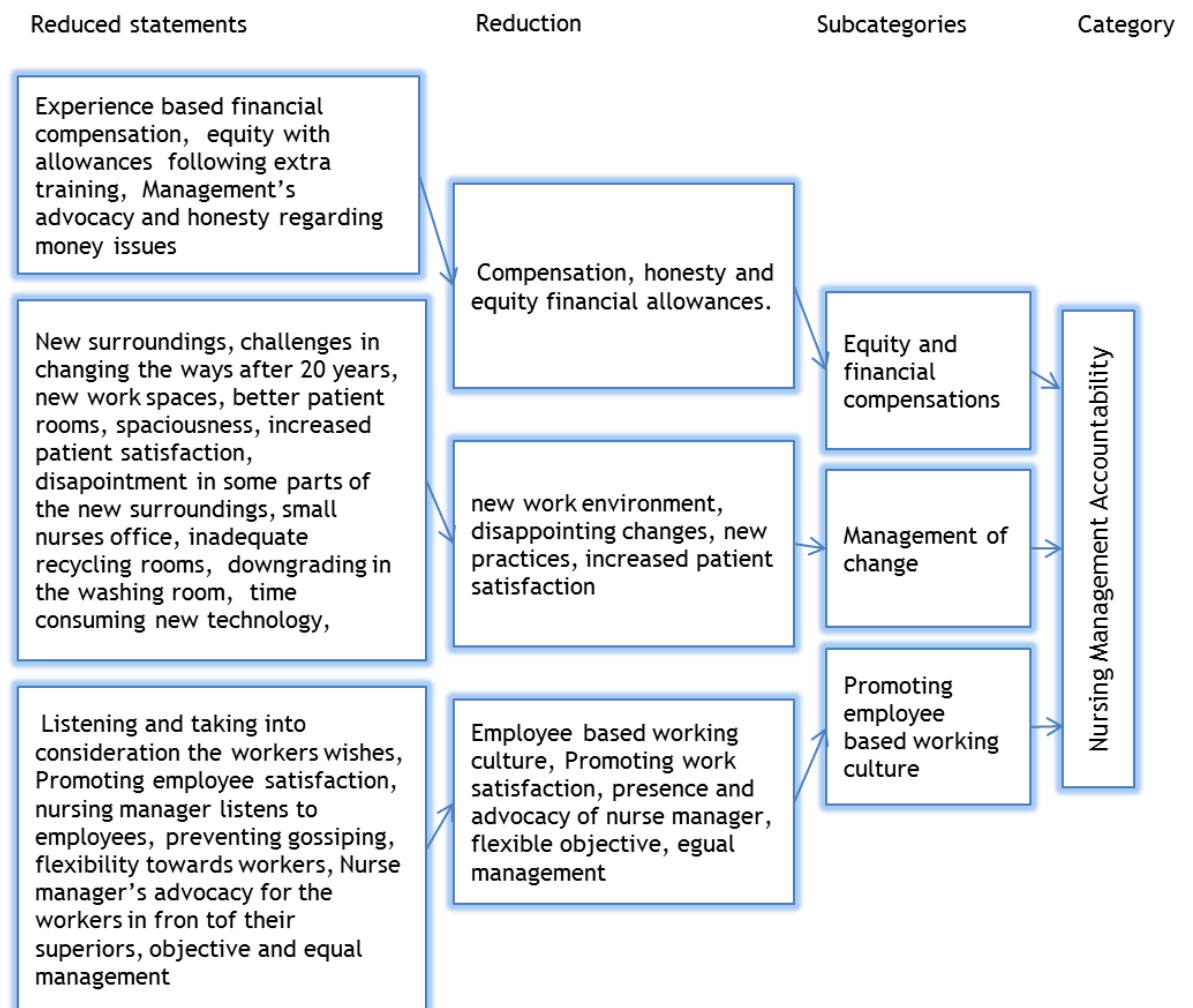 Reduced statements
Reduction
Subcategories
Category
Experience based financial
compensation, equity with
allowances following extra
training, Management’s
advocacy and honesty regarding
money issues
Compensation, honesty and
equity financial allowances.
Equity and
financial
compensations
Nursing Management Accountability
New surroundings, challenges in
changing the ways after 20 years,
new work spaces, better patient
rooms, spaciousness, increased
patient satisfaction,
disapointment in some parts of
the new surroundings, small
nurses office, inadequate
recycling rooms, downgrading in
the washing room, time
consuming new technology,
new work environment,
disappointing changes, new
practices, increased patient
satisfaction
Management of
change
Listening and taking into
consideration the workers wishes,
Promoting employee satisfaction,
nursing manager listens to
employees, preventing gossiping,
flexibility towards workers, Nurse
manager’s advocacy for the
workers in fron tof their
superiors, objective and equal
management
Employee based working
culture, Promoting work
satisfaction, presence and
advocacy of nurse manager,
flexible objective, egual
management
Promoting
employee
based working
culture